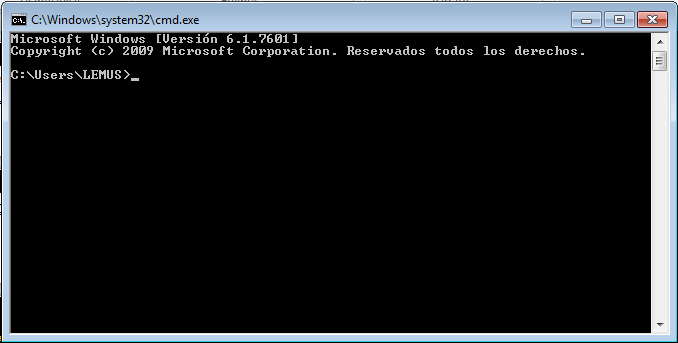 C:\Windows\system32\cmd.exe
Microsoft Windows [Versión 6.1.7601]
Copyright (c) 2009 Microsoft Corporation. Reservados todos los derechos.
C:\Users\LEMUS>_